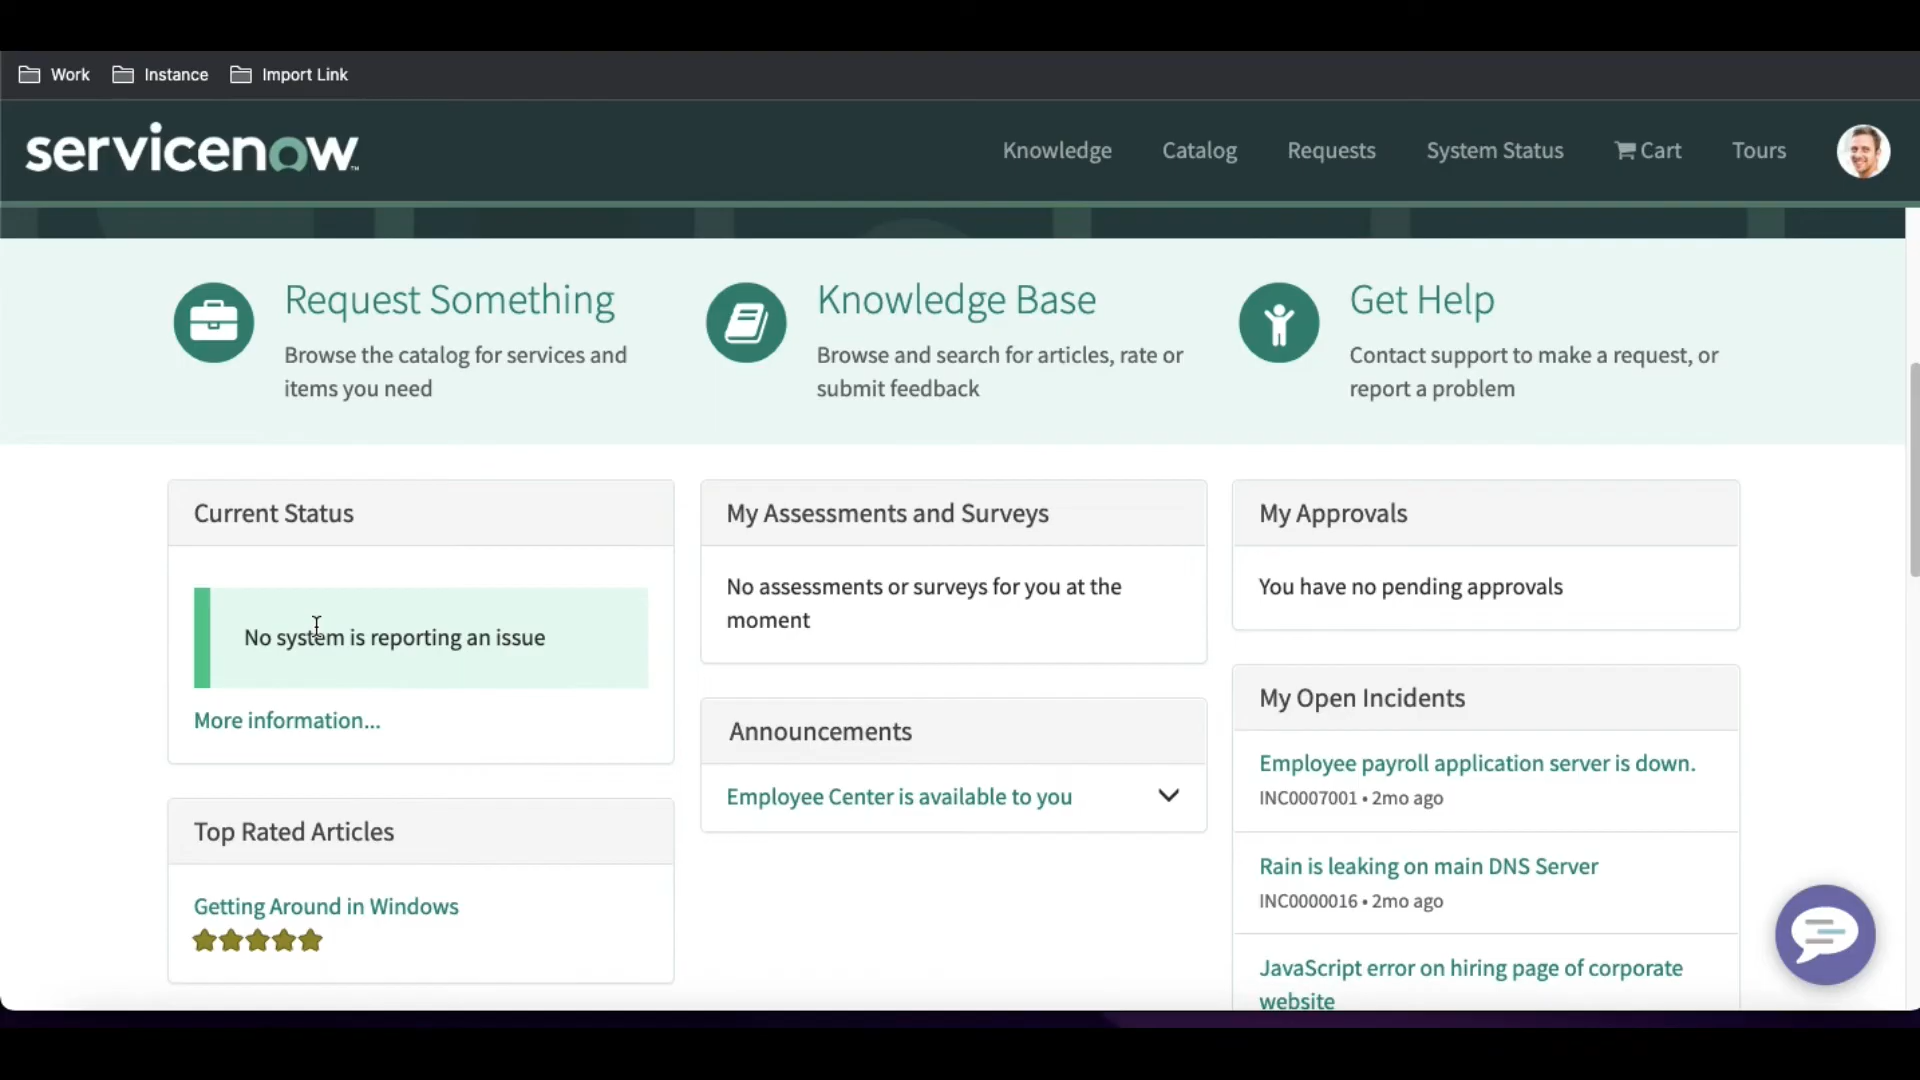 Work Instance Import Link
servicenow
Knowledge Catalog Requests System Status Cart Tours
Request Something
Browse the catalog for services and
items you need
Knowledge Base
Browse and search for articles, rate or
submit feedback
Get Help
Contact support to make a request, or
report a problem
Current Status
No system is reporting an issue
More information...
Top Rated Articles
Getting Around in Windows
My Assessments and Surveys
No assessments or surveys for you at the
moment
Announcements
Employee Center is available to you
My Approvals
You have no pending approvals
My Open Incidents
Employee payroll application server is down.
INC0007001 • 2mo ago
Rain is leaking on main DNS Server
INC0000016 • 2mo ago
JavaScript error on hiring page of corporate
website